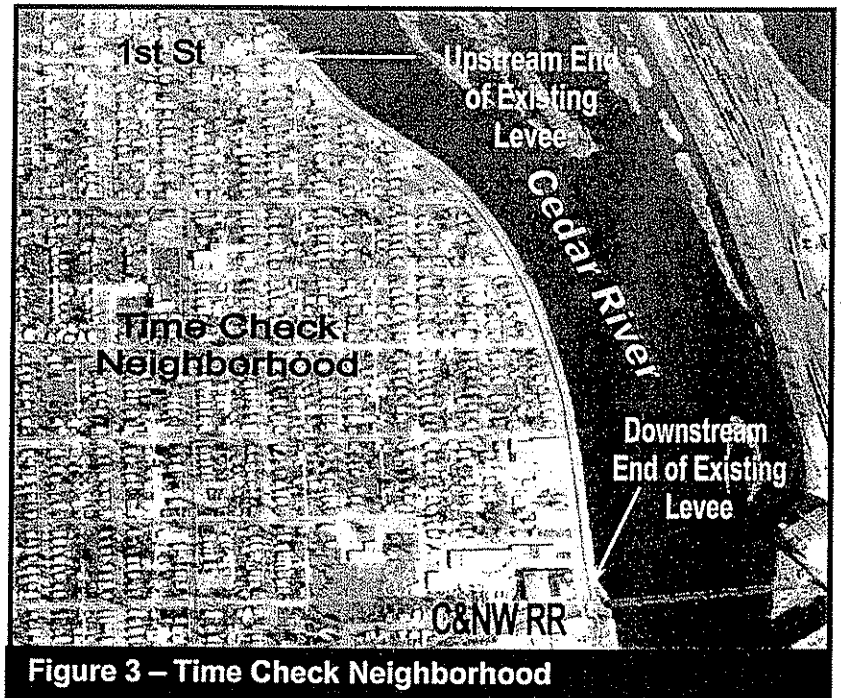 1st St
Upstream End
of Existing
Levee
Cedar River
Time Check
Neighborhood
Downstream
End of Existing
Levee
C&NW RR
Figure 3 – Time Check Neighborhood